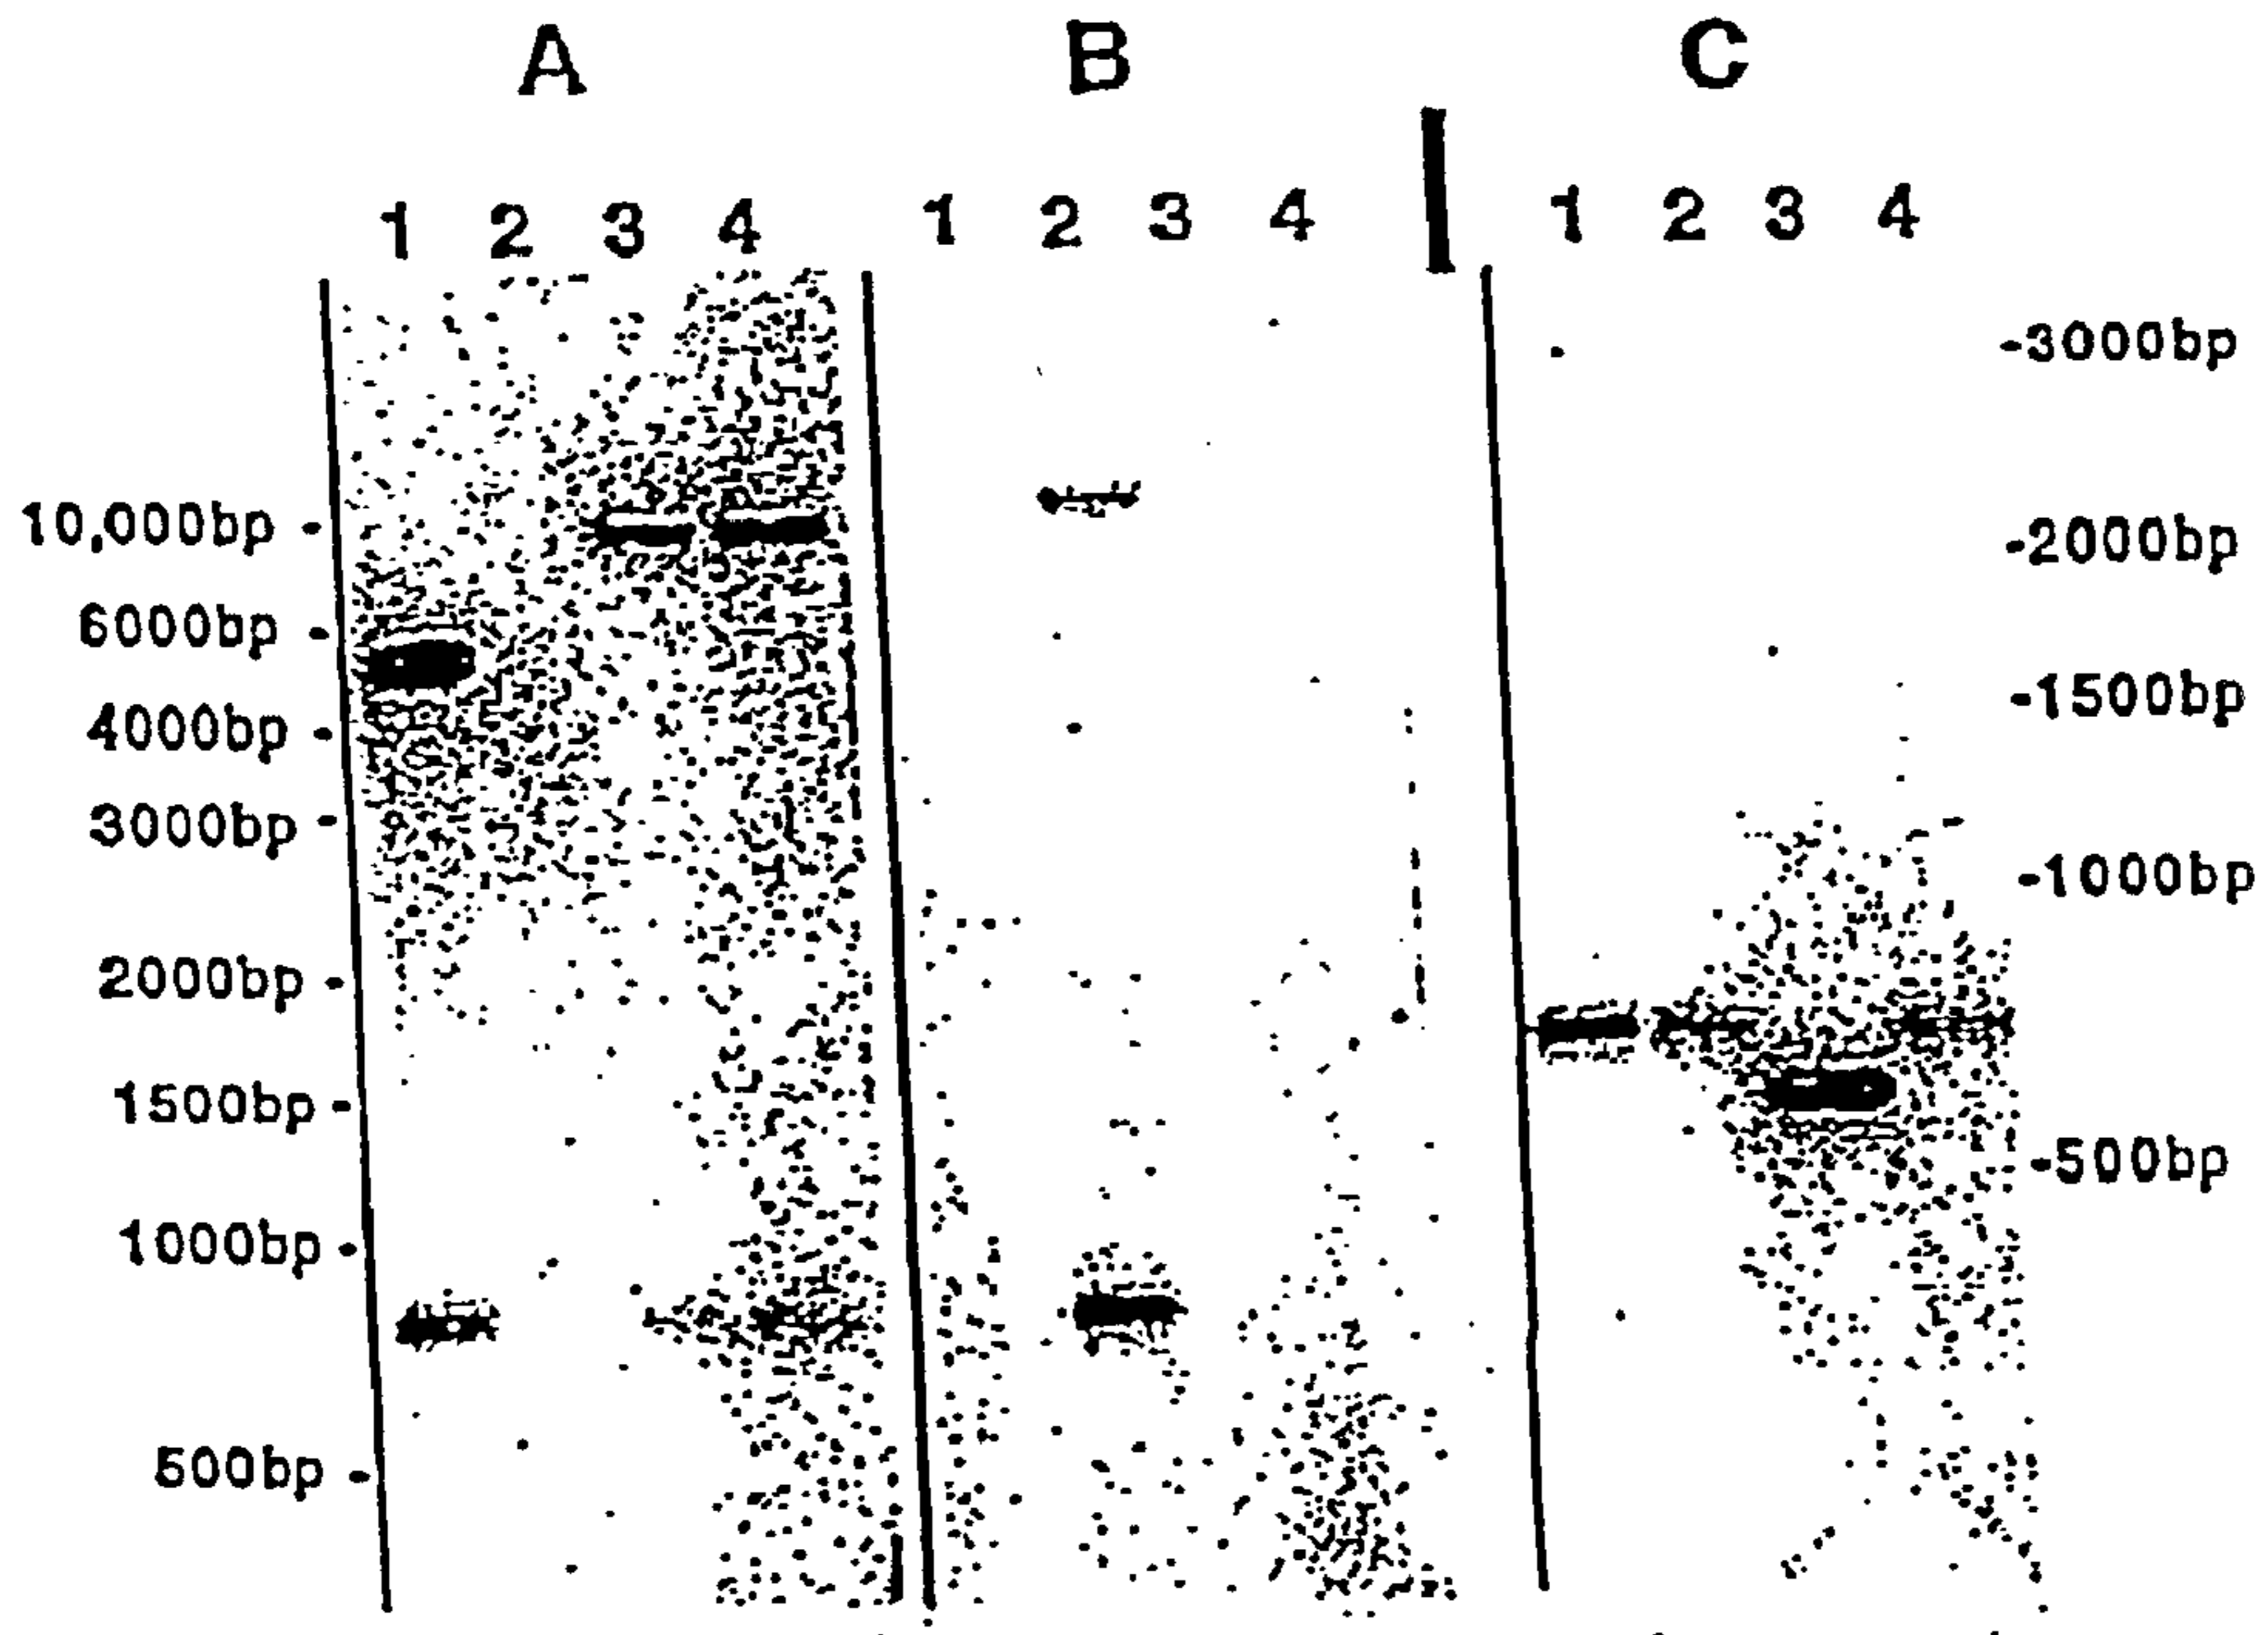 A B C
1 2 3 4 1 2 3 4 1 2 3 4
-3000bp
10,000bp -
-2000bp
6000bp -
-1500bp
4000bp -
3000bp -
-1000bp
2000bp -
1500bp -
-500bp
1000bp -
500bp -